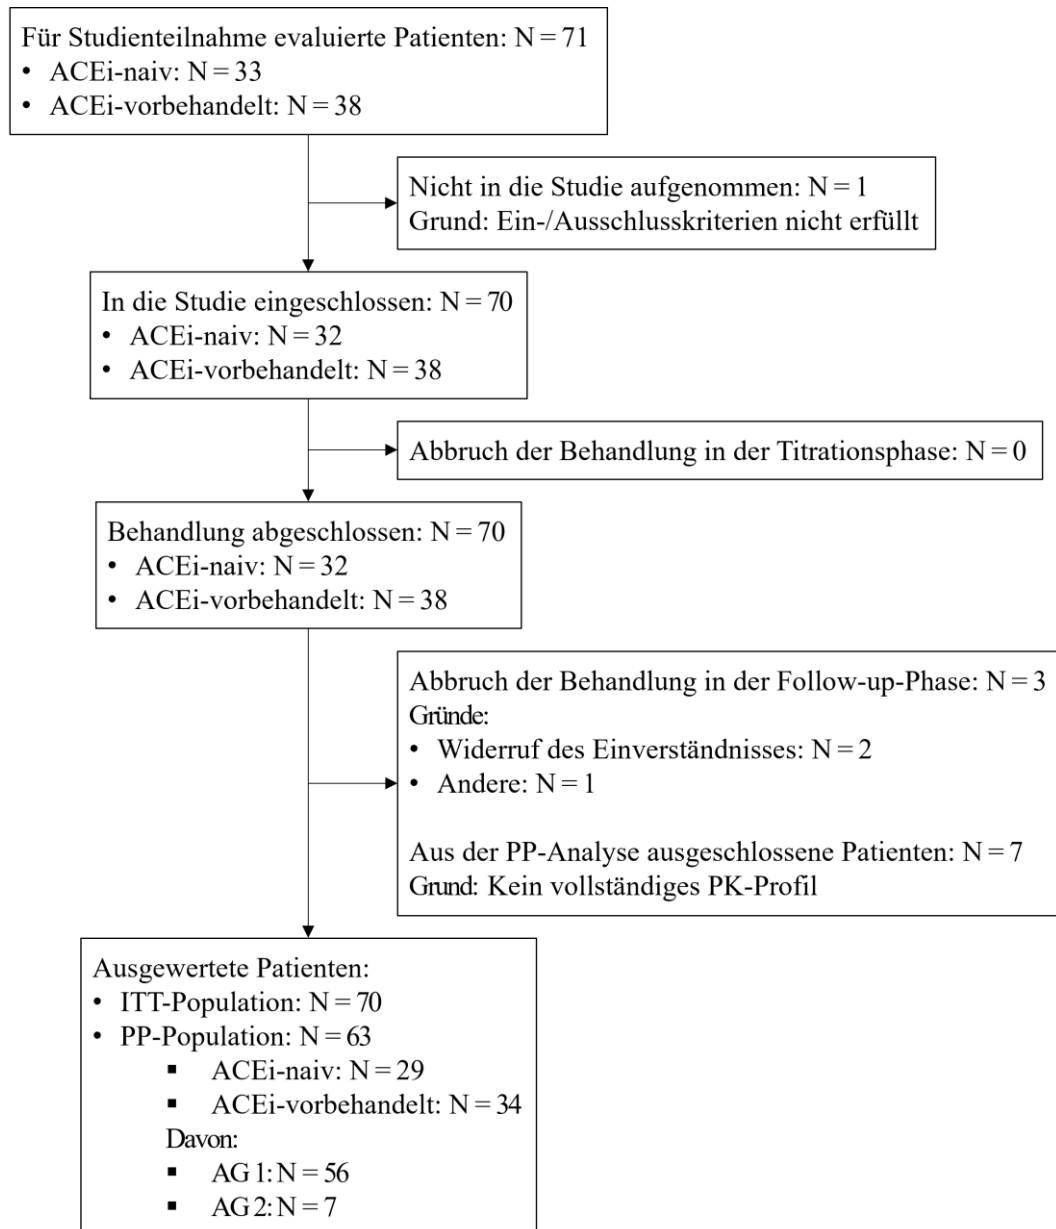 Für Studienteilnahme evaluierte Patienten: N = 71
• ACEi-naiv: N = 33
• ACEi-vorbehandelt: N = 38
Nicht in die Studie aufgenommen: N = 1
Grund: Ein-/Ausschlusskriterien nicht erfüllt
In die Studie eingeschlossen: N = 70
• ACEi-naiv: N = 32
• ACEi-vorbehandelt: N = 38
Abbruch der Behandlung in der Titrationsphase: N = 0
Behandlung abgeschlossen: N = 70
• ACEi-naiv: N = 32
• ACEi-vorbehandelt: N = 38
Abbruch der Behandlung in der Follow-up-Phase: N = 3
Gründe:
• Widerruf des Einverständnisses: N = 2
• Andere: N = 1
Aus der PP-Analyse ausgeschlossene Patienten: N = 7
Grund: Kein vollständiges PK-Profil
Ausgewertete Patienten:
• ITT-Population: N = 70
• PP-Population: N = 63
▪ ACEi-naiv: N = 29
▪ ACEi-vorbehandelt: N = 34
Davon:
▪ AG 1: N = 56
▪ AG 2: N = 7